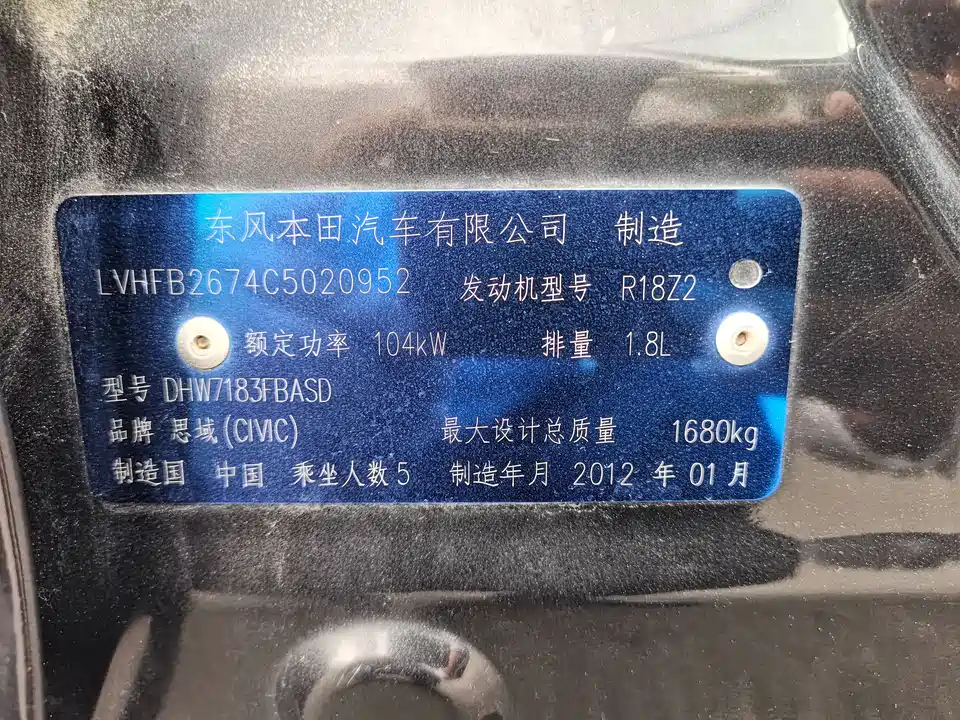 东风本田汽车有限公司 制造
LVHFB2674C5020952 发动机型号 R18Z2
额定功率 104kW 排量 1.8L
型号 DHW7183FBASD
品牌 思域(CIVIC) 最大设计总质量 1680kg
制造国 中国 乘坐人数 5 制造年月 2012 年 01 月